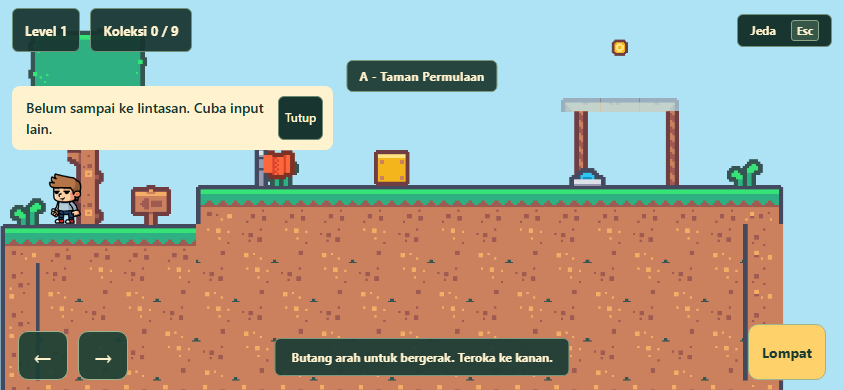 Level 1
Koleksi 0 / 9
Jeda Esc
A - Taman Permulaan
Belum sampai ke lintasan. Cuba input
lain.
Tutup
←
→
Butang arah untuk bergerak. Teroka ke kanan.
Lompat